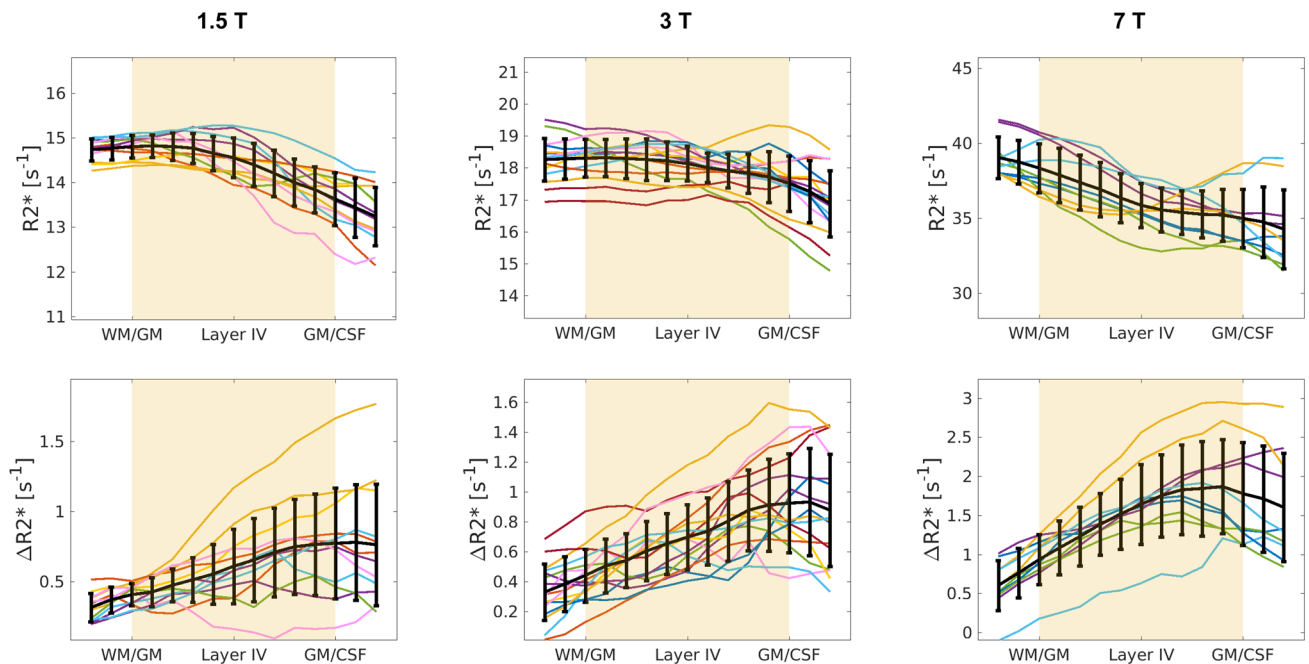 1.5 T
3 T
7 T
R2* [s⁻¹]
16
15
14
13
12
11
WM/GM
Layer IV
GM/CSF
R2* [s⁻¹]
21
20
19
18
17
16
15
14
WM/GM
Layer IV
GM/CSF
R2* [s⁻¹]
45
40
35
30
WM/GM
Layer IV
GM/CSF
ΔR2* [s⁻¹]
1.5
1
0.5
WM/GM
Layer IV
GM/CSF
ΔR2* [s⁻¹]
1.6
1.4
1.2
1
0.8
0.6
0.4
0.2
WM/GM
Layer IV
GM/CSF
ΔR2* [s⁻¹]
3
2.5
2
1.5
1
0.5
0
WM/GM
Layer IV
GM/CSF